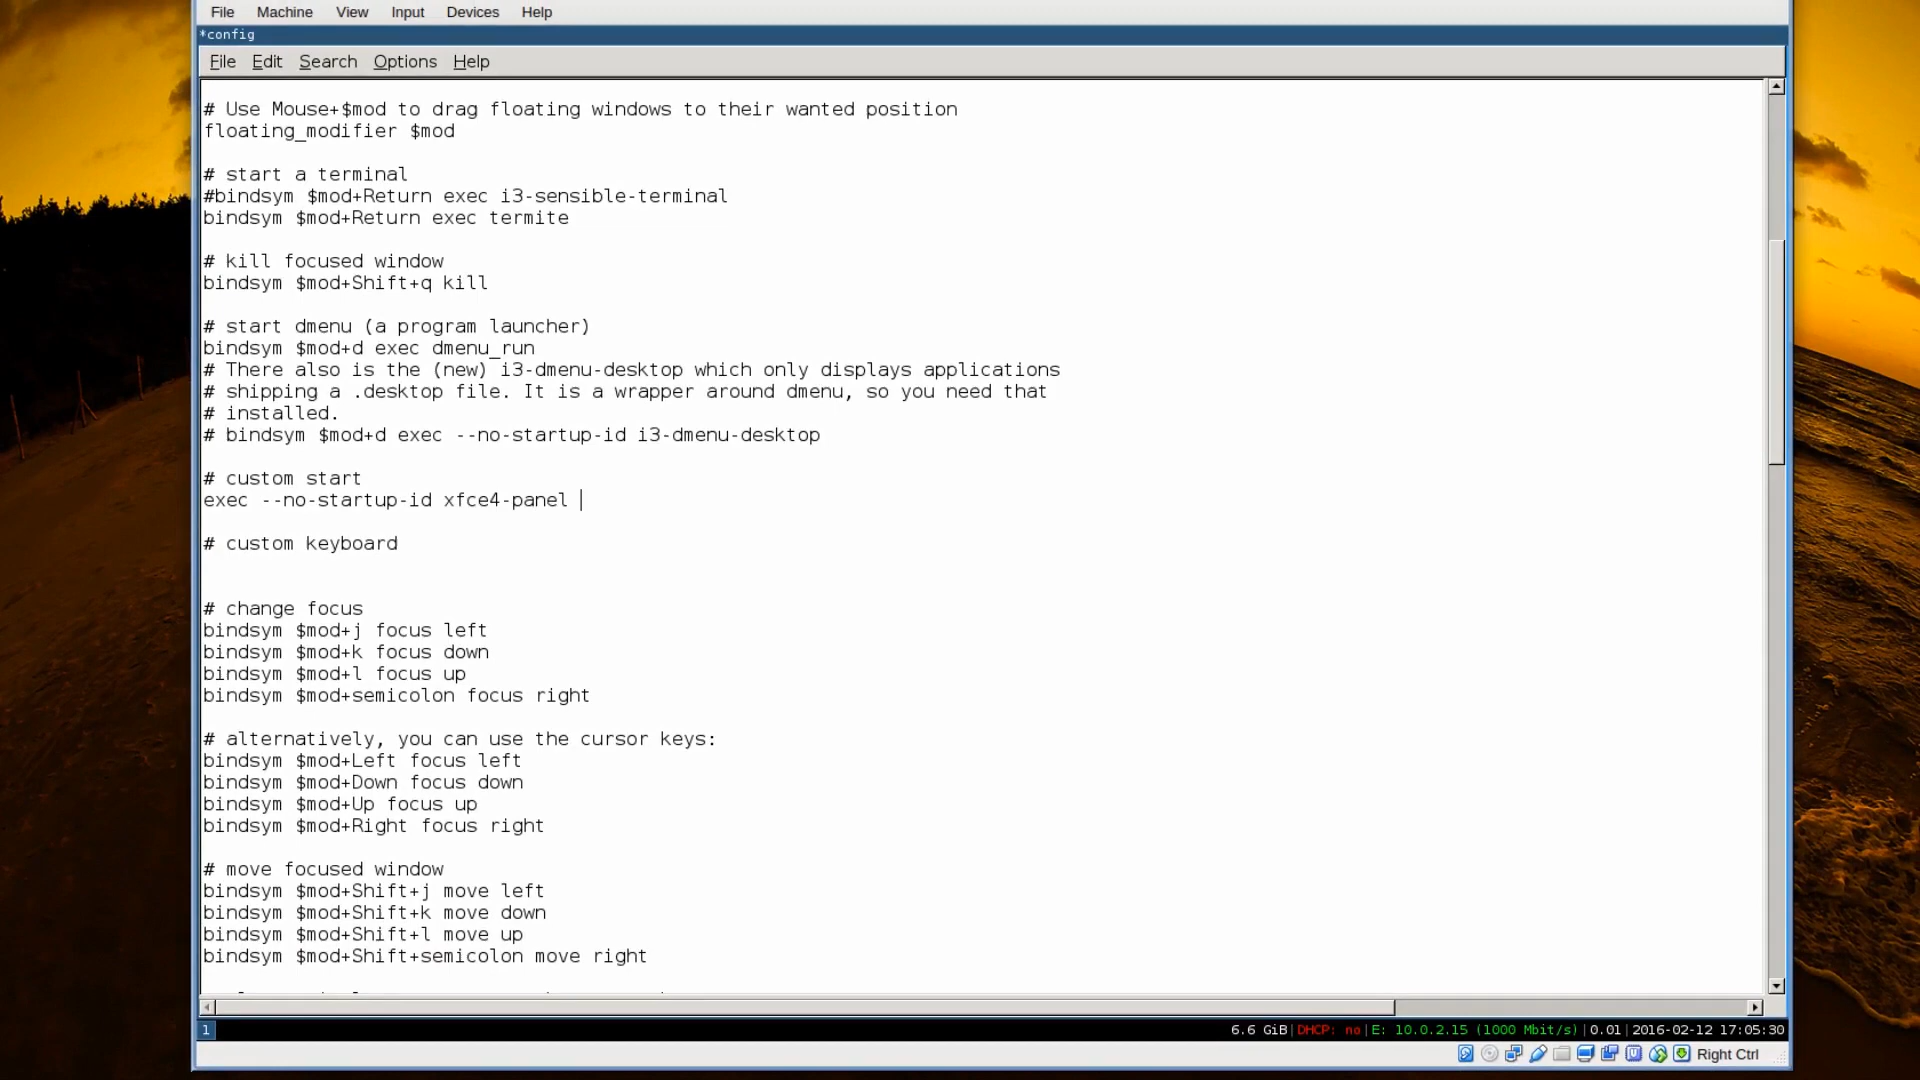 File Machine View Input Devices Help
*config
File Edit Search Options Help
# Use Mouse+$mod to drag floating windows to their wanted position
floating_modifier $mod
# start a terminal
#bindsym $mod+Return exec i3-sensible-terminal
bindsym $mod+Return exec termite
# kill focused window
bindsym $mod+Shift+q kill
# start dmenu (a program launcher)
bindsym $mod+d exec dmenu_run
# There also is the (new) i3-dmenu-desktop which only displays applications
# shipping a .desktop file. It is a wrapper around dmenu, so you need that
# installed.
# bindsym $mod+d exec --no-startup-id i3-dmenu-desktop
# custom start
exec --no-startup-id xfce4-panel
# custom keyboard
# change focus
bindsym $mod+j focus left
bindsym $mod+k focus down
bindsym $mod+l focus up
bindsym $mod+semicolon focus right
# alternatively, you can use the cursor keys:
bindsym $mod+Left focus left
bindsym $mod+Down focus down
bindsym $mod+Up focus up
bindsym $mod+Right focus right
# move focused window
bindsym $mod+Shift+j move left
bindsym $mod+Shift+k move down
bindsym $mod+Shift+l move up
bindsym $mod+Shift+semicolon move right
1 6.6 GiB|DHCP: no|E: 10.0.2.15 (1000 Mbit/s)|0.01|2016-02-12 17:05:30
Right Ctrl